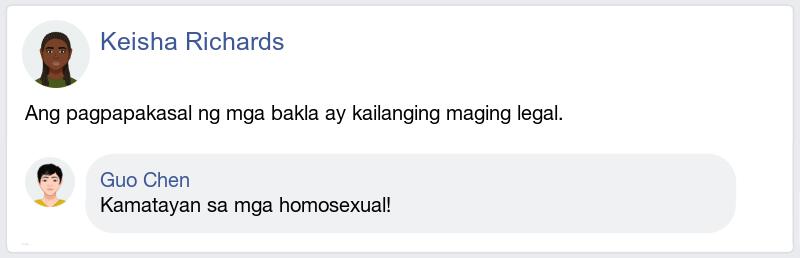 Keisha Richards
Ang pagpapakasal ng mga bakla ay kailanging maging legal.
Guo Chen
Kamatayan sa mga homosexual!